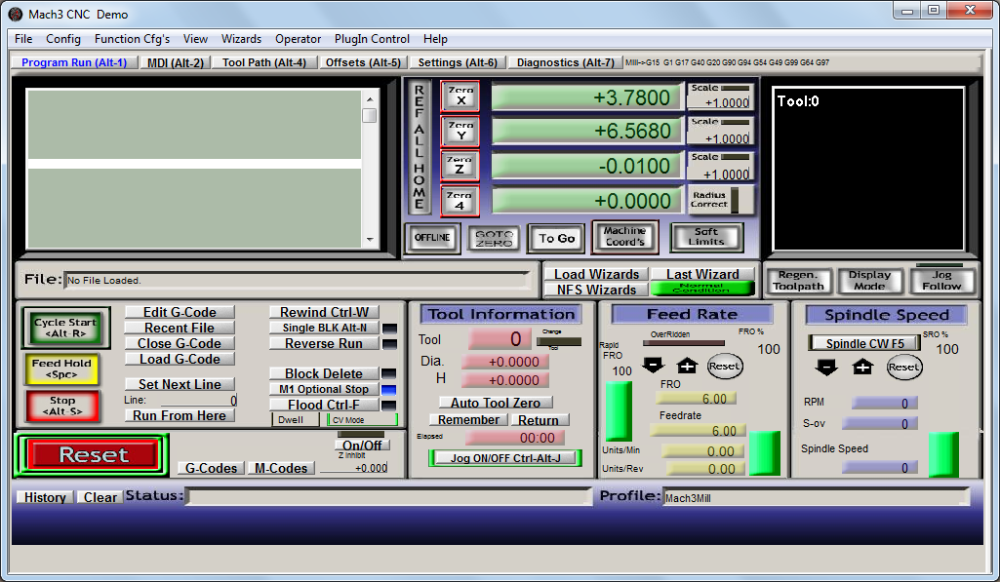 Mach3 CNC Demo
File Config Function Cfg's View Wizards Operator PlugIn Control Help
Program Run (Alt-1) MDI (Alt-2) Tool Path (Alt-4) Offsets (Alt-5) Settings (Alt-6) Diagnostics (Alt-7) Mill->G15 G1 G17 G40 G20 G90 G94 G54 G49 G99 G64 G97
REF ALL HOME
Zero X +3.7800 Scale +1.0000
Zero Y +6.5680 Scale +1.0000
Zero Z -0.0100 Scale +1.0000
Zero 4 +0.0000 Radius Correct
Tool:0
OFFLINE GOTO ZERO To Go Machine Coord's Soft Limits
File: No File Loaded.
Load Wizards Last Wizard
NFS Wizards Normal Condition
Regen. Toolpath Display Mode Jog Follow
Cycle Start <Alt-R>
Feed Hold <Spc>
Stop <Alt-S>
Edit G-Code
Recent File
Close G-Code
Load G-Code
Set Next Line
Line: 0
Run From Here
Rewind Ctrl-W
Single BLK Alt-N
Reverse Run
Block Delete
M1 Optional Stop
Flood Ctrl-F
Dwell CV Mode
Reset
G-Codes M-Codes
On/Off
Z Inhibit
+0.000
Tool Information
Tool 0 Change Tool
Dia. +0.0000
H +0.0000
Auto Tool Zero
Remember Return
Elapsed 00:00
Jog ON/OFF Ctrl-Alt-J
Feed Rate
OverRidden FRO %
100
Rapid FRO
100
Reset
FRO
6.00
Feedrate
6.00
Units/Min 0.00
Units/Rev 0.00
Spindle Speed
Spindle CW F5 SRO %
100
Reset
RPM 0
S-ov 0
Spindle Speed
0
History Clear Status: Profile: Mach3Mill